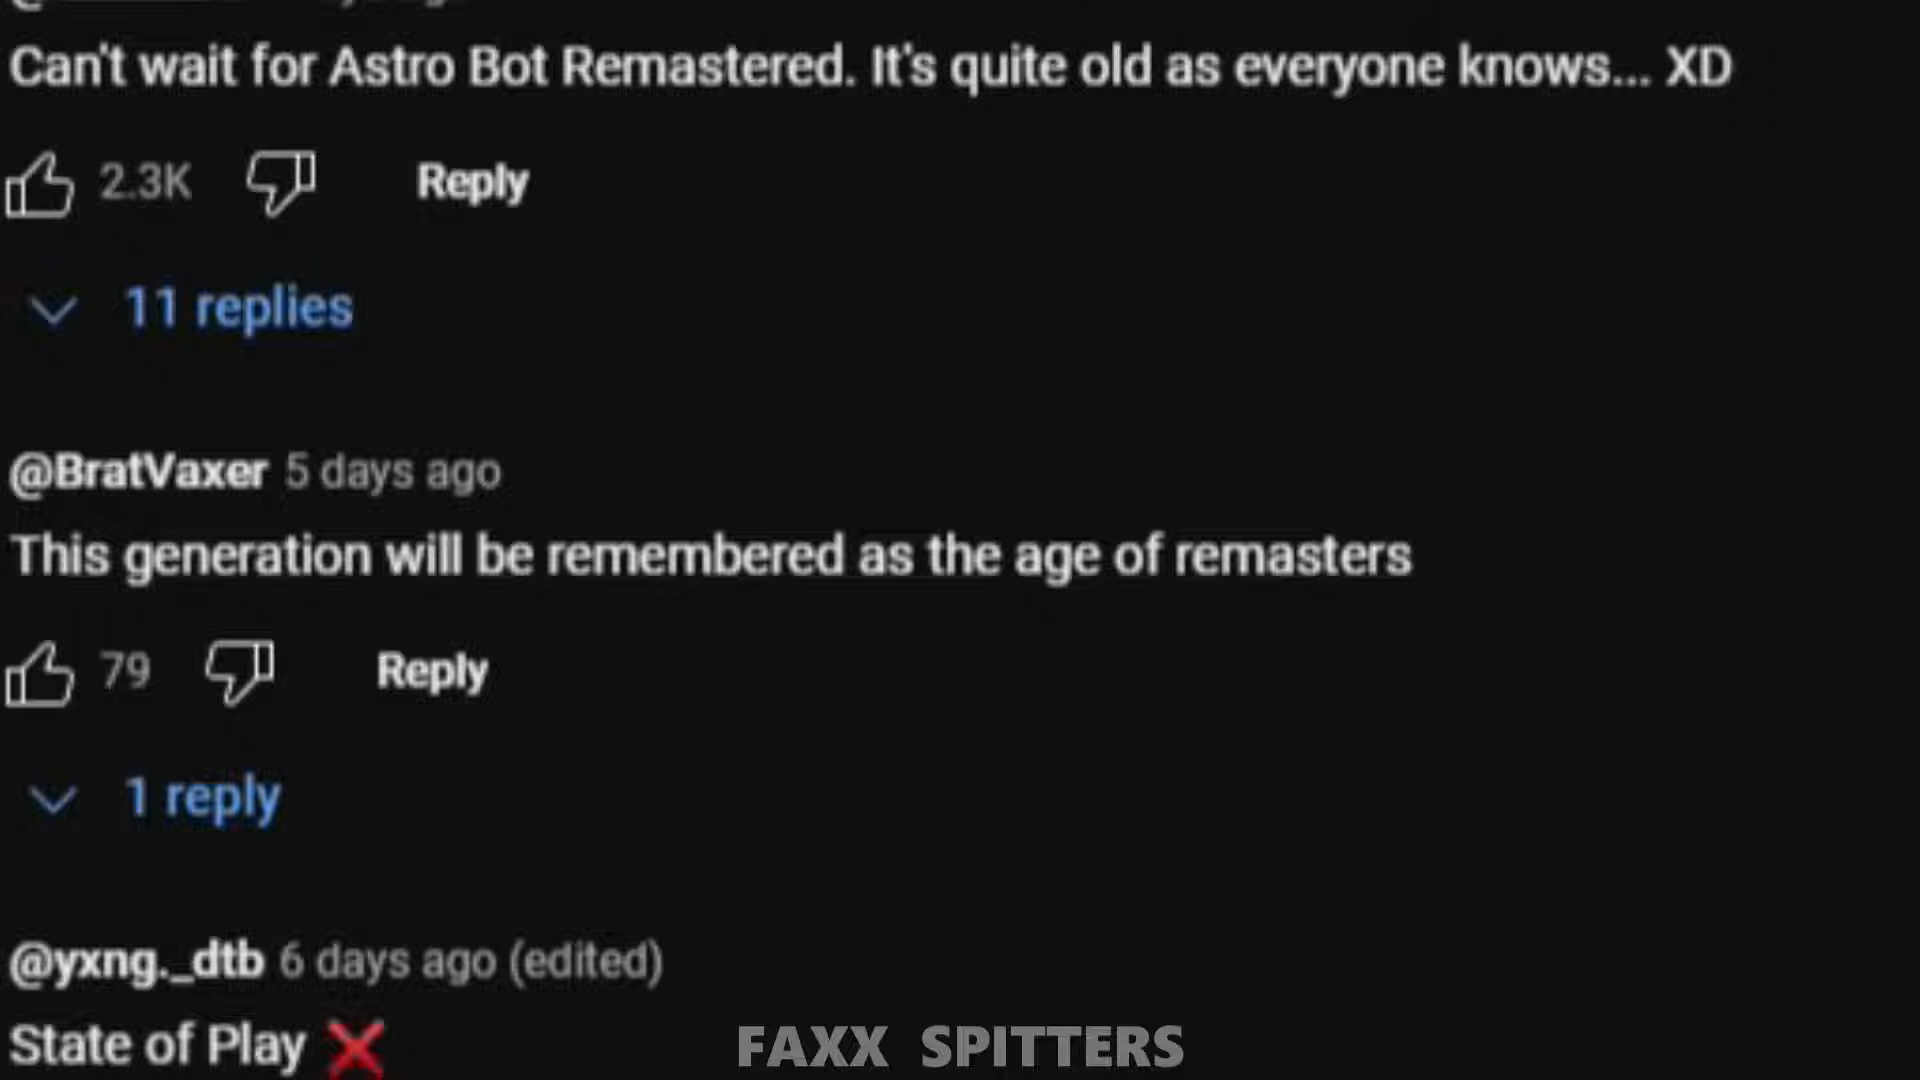 Can't wait for Astro Bot Remastered. It's quite old as everyone knows... XD
2.3K Reply
11 replies
@BratVaxer 5 days ago
This generation will be remembered as the age of remasters
79 Reply
1 reply
@yxng._dtb 6 days ago (edited)
State of Play ❌
FAXX SPITTERS